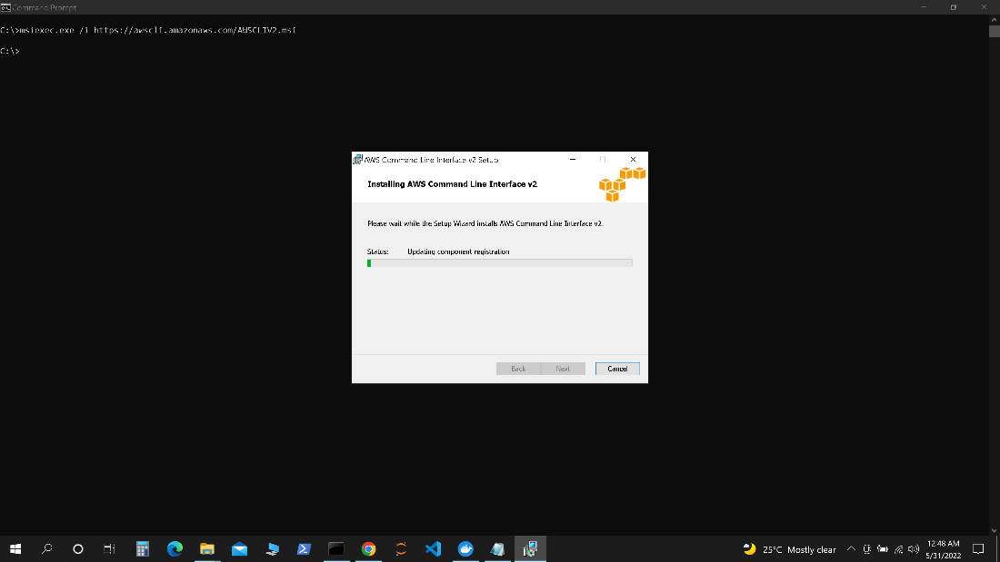 Command Prompt
C:\>msiexec.exe /i https://awscli.amazonaws.com/AWSCLIV2.msi
C:\>
AWS Command Line Interface v2 Setup
Installing AWS Command Line Interface v2
Please wait while the Setup Wizard installs AWS Command Line Interface v2.
Status: Updating component registration
Back Next Cancel
25°C Mostly clear
12:48 AM
5/31/2022